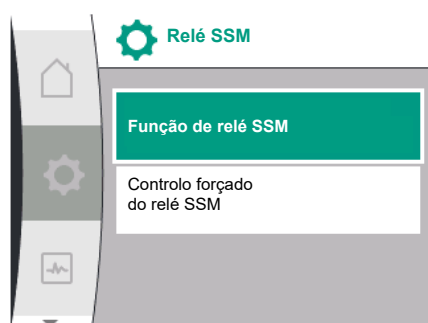 Relé SSM
Função de relé SSM
Controlo forçado
do relé SSM